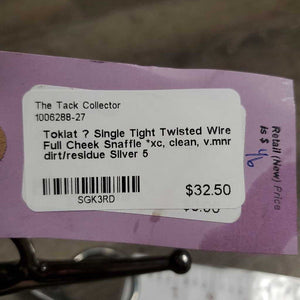 The Tack Collector
1006288-27
Toklat ? Single Tight Twisted Wire
Full Cheek Snaffle *xc, clean, v.mnr
dirt/residue Silver 5
$32.50
SGK3RD
Retail (New) Price
is $